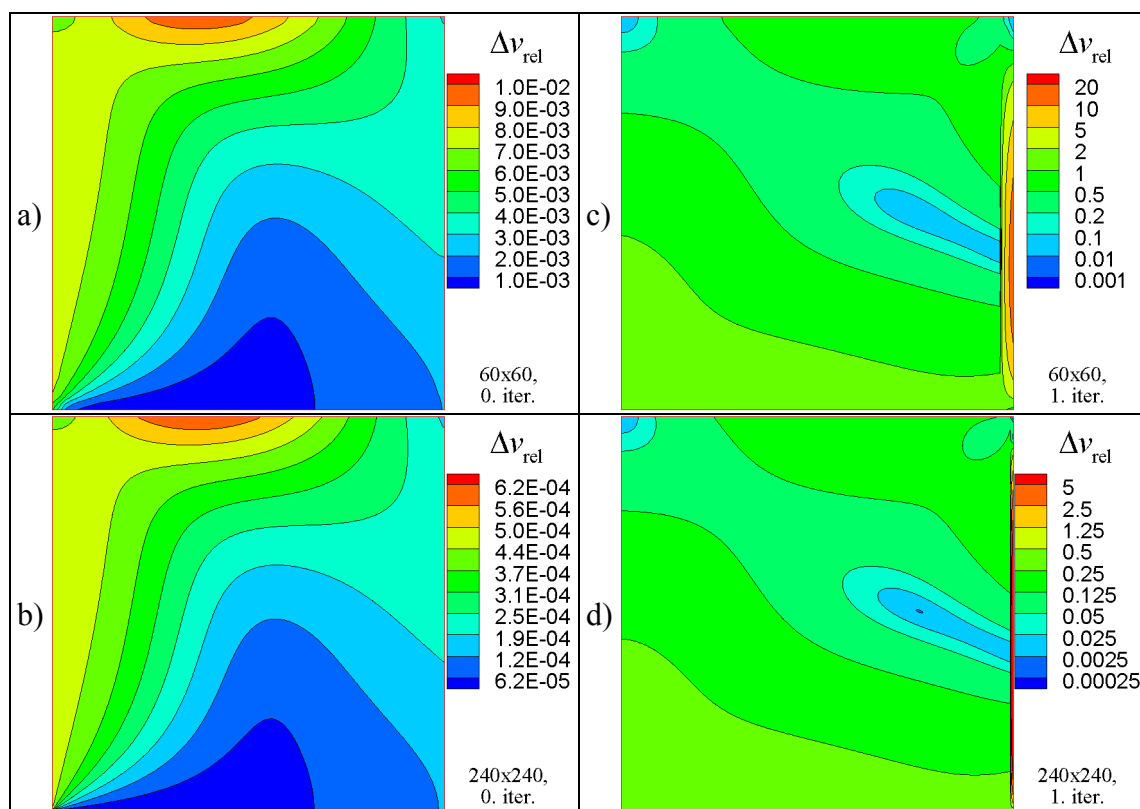 a)
Δv_rel
1.0E-02
9.0E-03
8.0E-03
7.0E-03
6.0E-03
5.0E-03
4.0E-03
3.0E-03
2.0E-03
1.0E-03
60x60,
0. iter.
c)
Δv_rel
20
10
5
2
1
0.5
0.2
0.1
0.01
0.001
60x60,
1. iter.
b)
Δv_rel
6.2E-04
5.6E-04
5.0E-04
4.4E-04
3.7E-04
3.1E-04
2.5E-04
1.9E-04
1.2E-04
6.2E-05
240x240,
0. iter.
d)
Δv_rel
5
2.5
1.25
0.5
0.25
0.125
0.05
0.025
0.0025
0.00025
240x240,
1. iter.